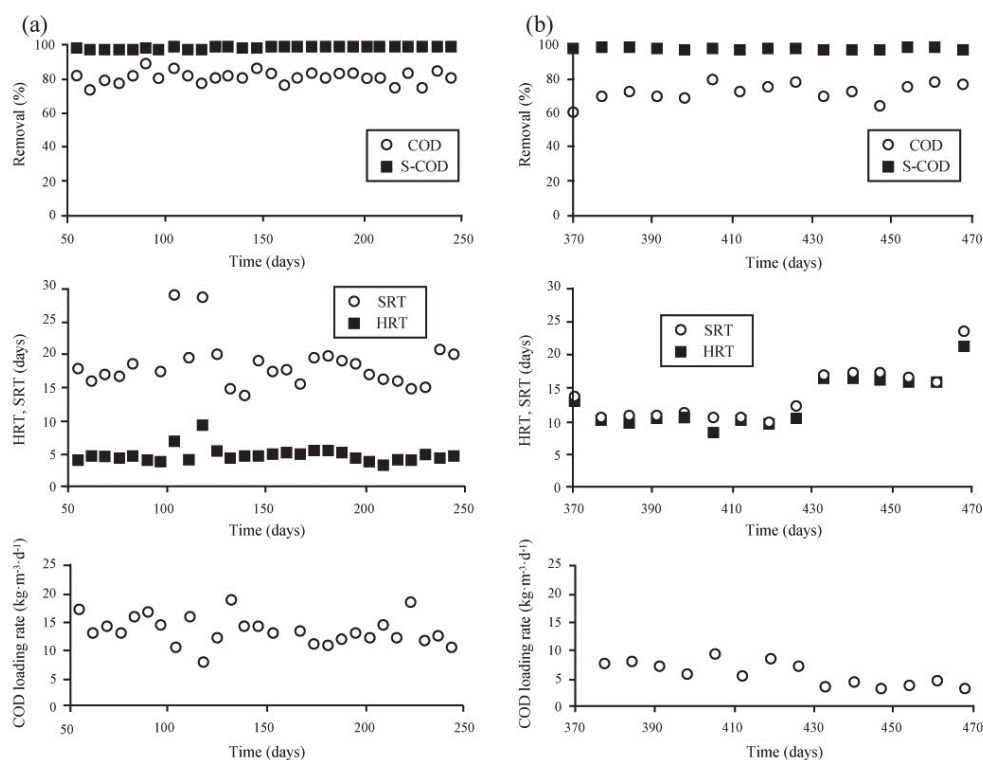 (a)
Removal (%)
100
80
60
40
20
0
COD
S-COD
50 100 150 200 250
Time (days)
(b)
Removal (%)
100
80
60
40
20
0
COD
S-COD
370 390 410 430 450 470
Time (days)
HRT, SRT (days)
30
25
20
15
10
5
0
SRT
HRT
50 100 150 200 250
Time (days)
HRT, SRT (days)
30
25
20
15
10
5
0
SRT
HRT
370 390 410 430 450 470
Time (days)
COD loading rate (kg·m⁻³·d⁻¹)
25
20
15
10
5
0
50 100 150 200 250
Time (days)
COD loading rate (kg·m⁻³·d⁻¹)
25
20
15
10
5
0
370 390 410 430 450 470
Time (days)